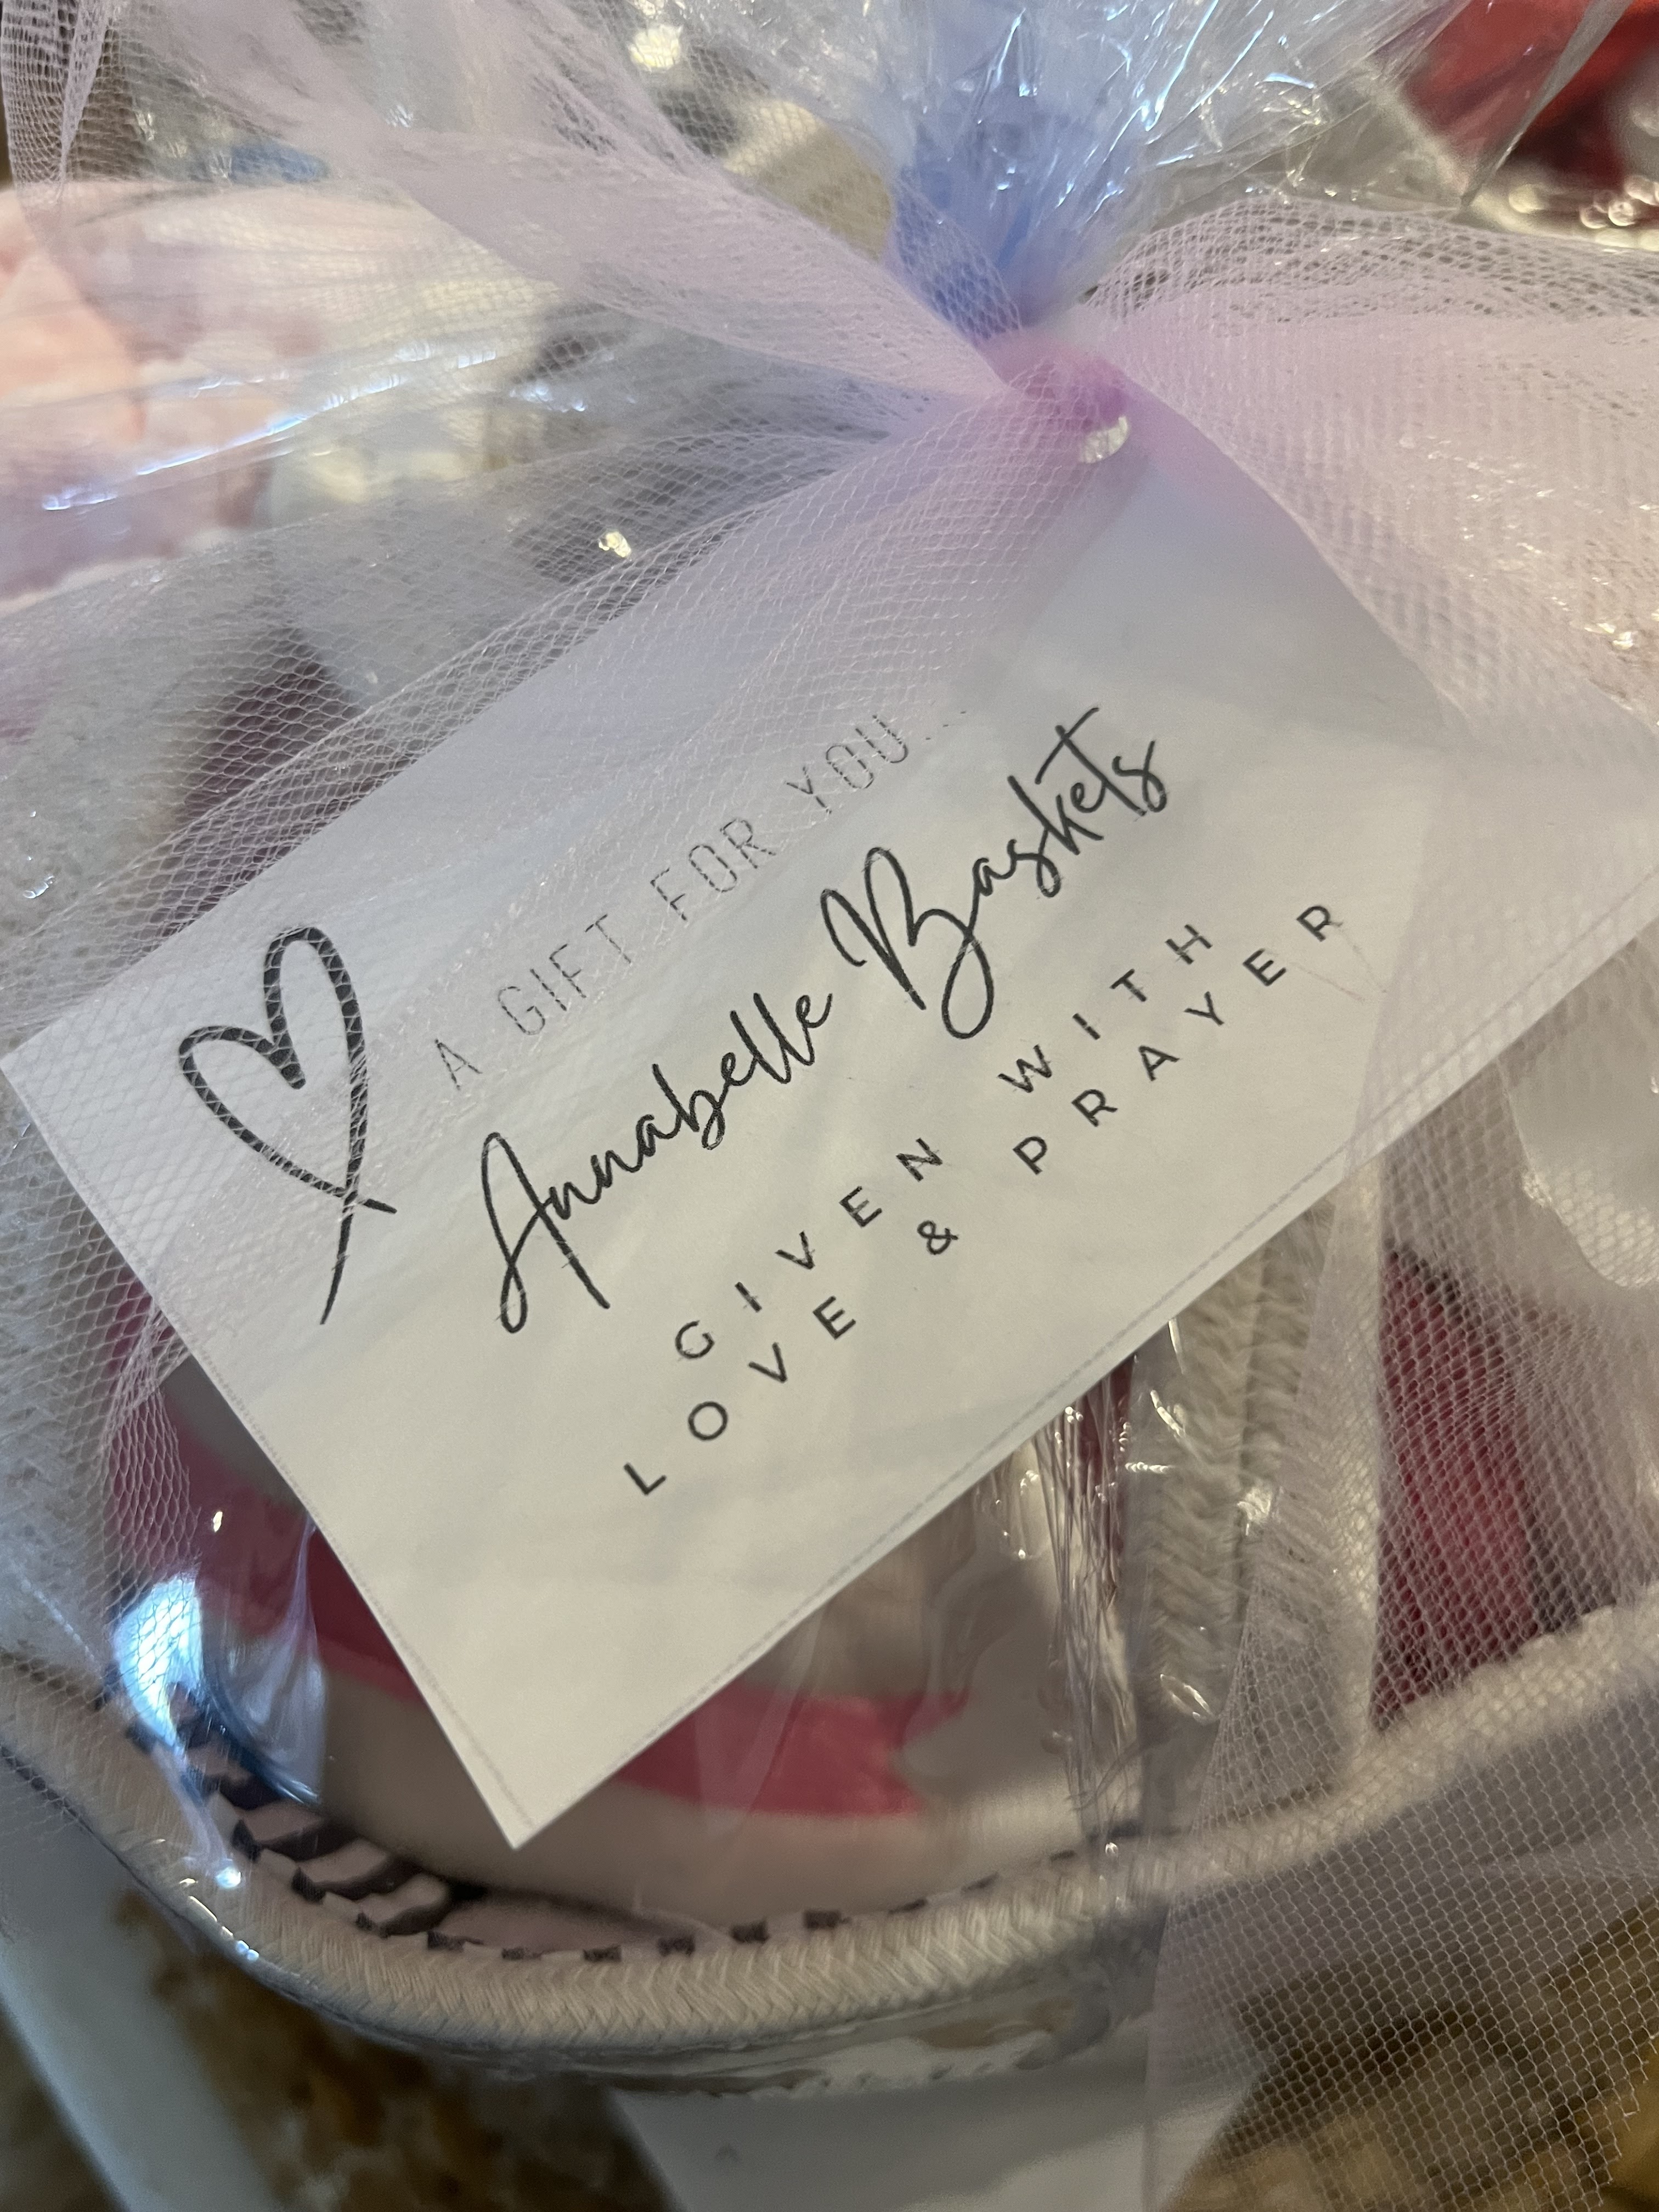 A GIFT FOR YOU...
Annabelle Baskets
GIVEN WITH
LOVE & PRAYER